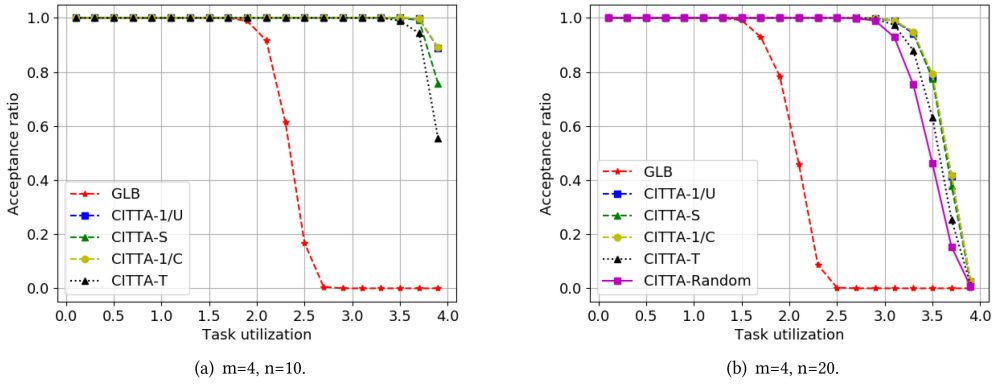 1.0
0.8
0.6
0.4
0.2
0.0
Acceptance ratio
GLB
CITTA-1/U
CITTA-S
CITTA-1/C
CITTA-T
0.0 0.5 1.0 1.5 2.0 2.5 3.0 3.5 4.0
Task utilization
(a) m=4, n=10.
1.0
0.8
0.6
0.4
0.2
0.0
Acceptance ratio
GLB
CITTA-1/U
CITTA-S
CITTA-1/C
CITTA-T
CITTA-Random
0.0 0.5 1.0 1.5 2.0 2.5 3.0 3.5 4.0
Task utilization
(b) m=4, n=20.